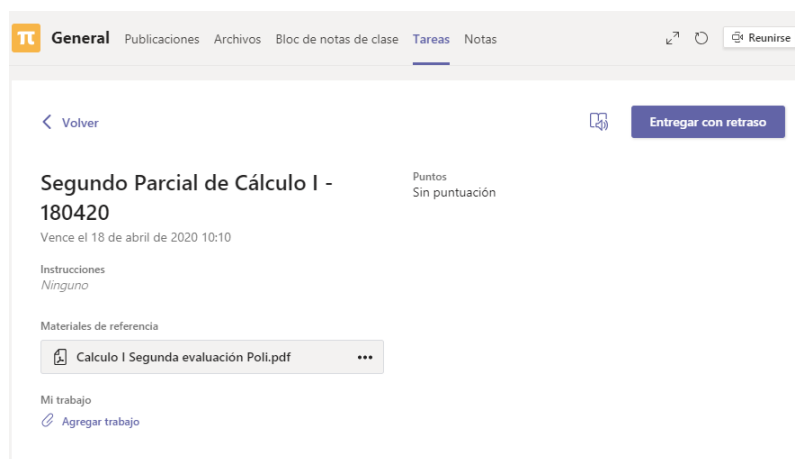 π General Publicaciones Archivos Bloc de notas de clase Tareas Notas Reunirse
Volver
Entregar con retraso
Segundo Parcial de Cálculo I -
180420
Vence el 18 de abril de 2020 10:10
Puntos
Sin puntuación
Instrucciones
Ninguno
Materiales de referencia
Calculo I Segunda evaluación Poli.pdf
Mi trabajo
Agregar trabajo